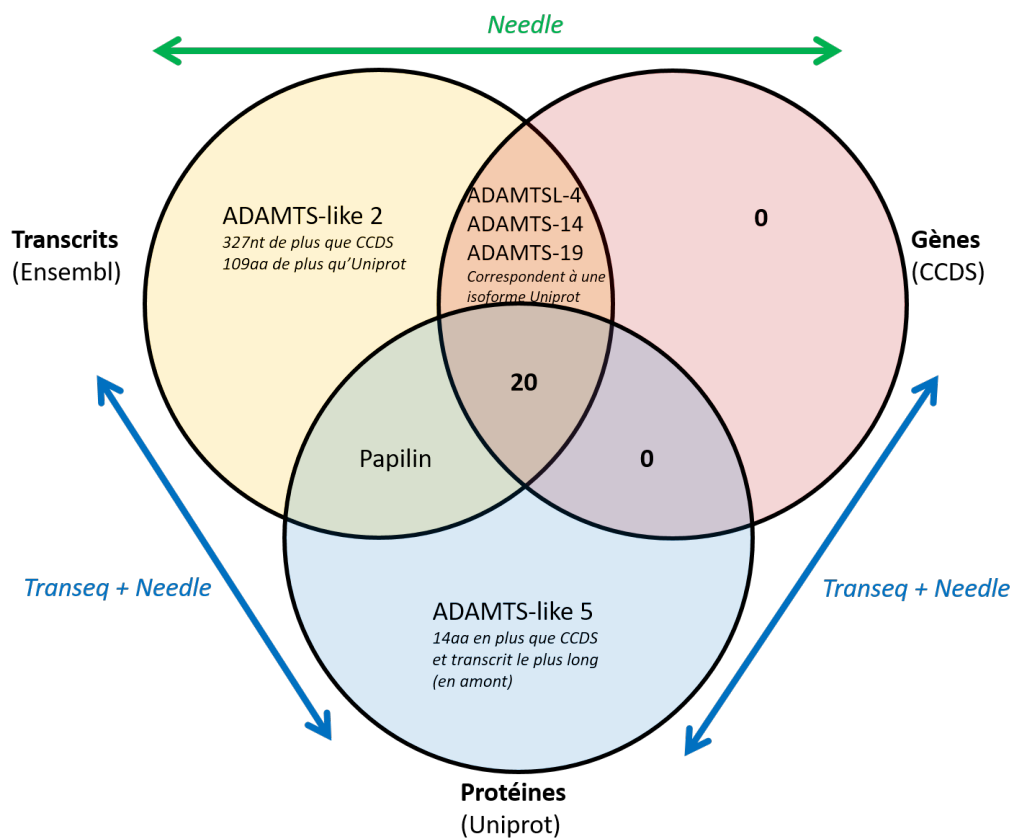 Needle
ADAMTS-like 2
327nt de plus que CCDS
109aa de plus qu’Uniprot
ADAMTSL-4
ADAMTS-14
ADAMTS-19
Correspondent à une
isoforme Uniprot
0
Transcrits
(Ensembl)
Gènes
(CCDS)
20
Papilin
0
Transeq + Needle
Transeq + Needle
ADAMTS-like 5
14aa en plus que CCDS
et transcrit le plus long
(en amont)
Protéines
(Uniprot)